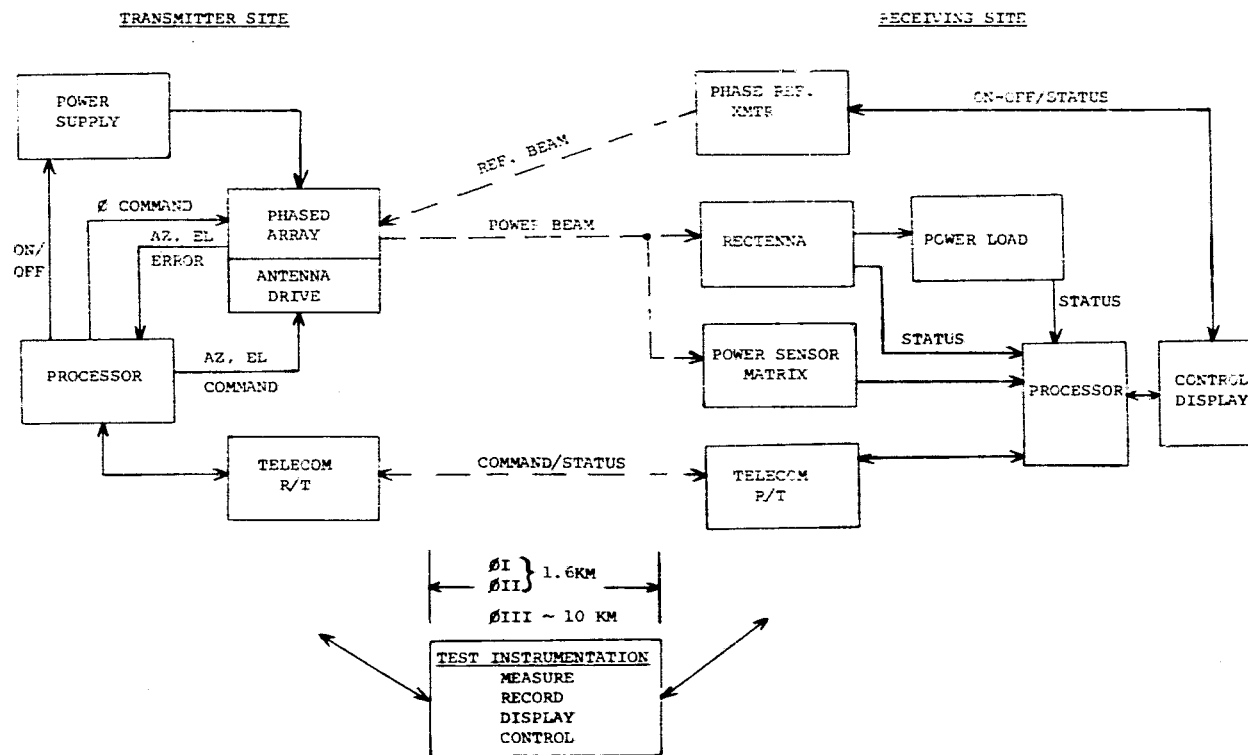 TRANSMITTER SITE
RECEIVING SITE
POWER
SUPPLY
PHASE REF.
XMTR
ON-OFF/STATUS
REF. BEAM
Ø COMMAND
PHASED
ARRAY
AZ, EL
ERROR
ON/
OFF
POWER BEAM
RECTENNA
POWER LOAD
ANTENNA
DRIVE
STATUS
STATUS
PROCESSOR
AZ, EL
COMMAND
POWER SENSOR
MATRIX
PROCESSOR
CONTROL
DISPLAY
TELECOM
R/T
COMMAND/STATUS
TELECOM
R/T
ØI
ØII } 1.6KM
ØIII ~ 10 KM
TEST INSTRUMENTATION
MEASURE
RECORD
DISPLAY
CONTROL